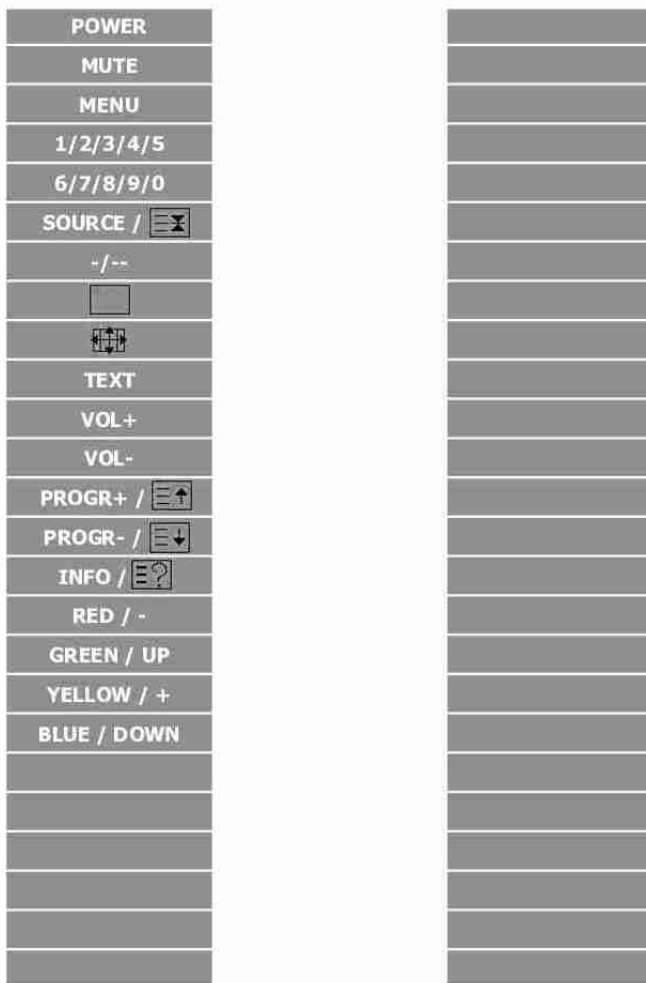 POWER
MUTE
MENU
1/2/3/4/5
6/7/8/9/0
SOURCE /
-/--
TEXT
VOL+
VOL-
PROGR+ /
PROGR- /
INFO / ?
RED / -
GREEN / UP
YELLOW / +
BLUE / DOWN